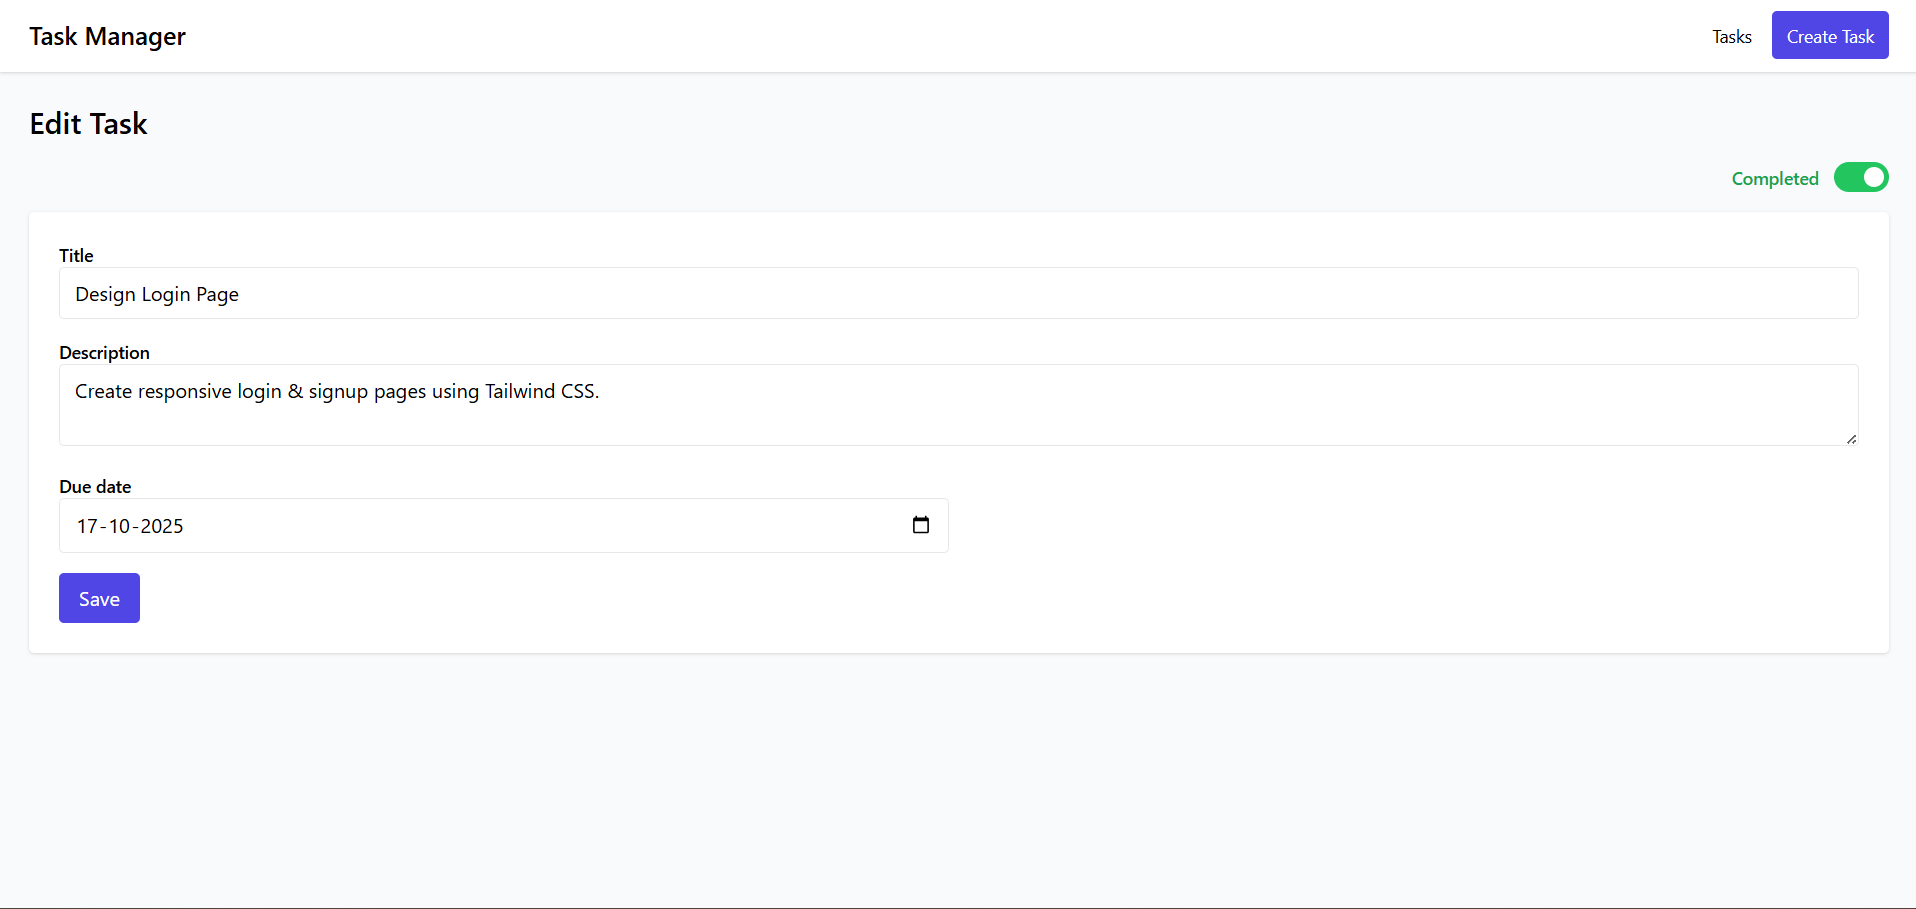 Task Manager
Tasks
Create Task
Edit Task
Completed
Title
Design Login Page
Description
Create responsive login & signup pages using Tailwind CSS.
Due date
17-10-2025
Save